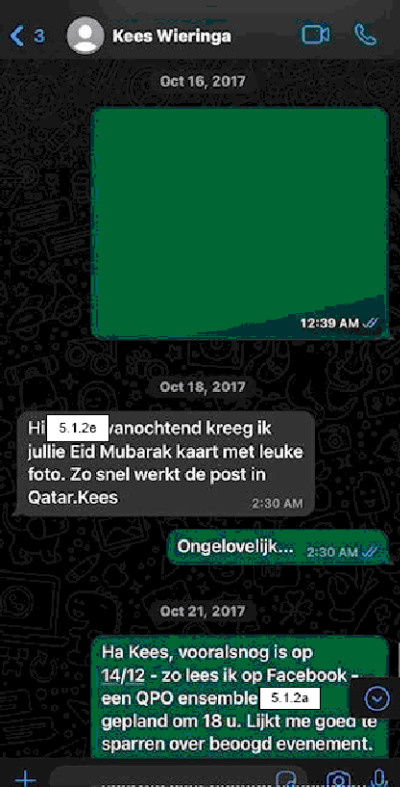 3 Kees Wieringa
Oct 16, 2017
12:39 AM
Oct 18, 2017
Hi 5.1.2e vanochtend kreeg ik
jullie Eid Mubarak kaart met leuke
foto. Zo snel werkt de post in
Qatar.Kees
2:30 AM
Ongelovelijk... 2:30 AM
Oct 21, 2017
Ha Kees, vooralsnog is op
14/12 - zo lees ik op Facebook -
een QPO ensemble 5.1.2a
gepland om 18 u. Lijkt me goed te
sparren over beoogd evenement.